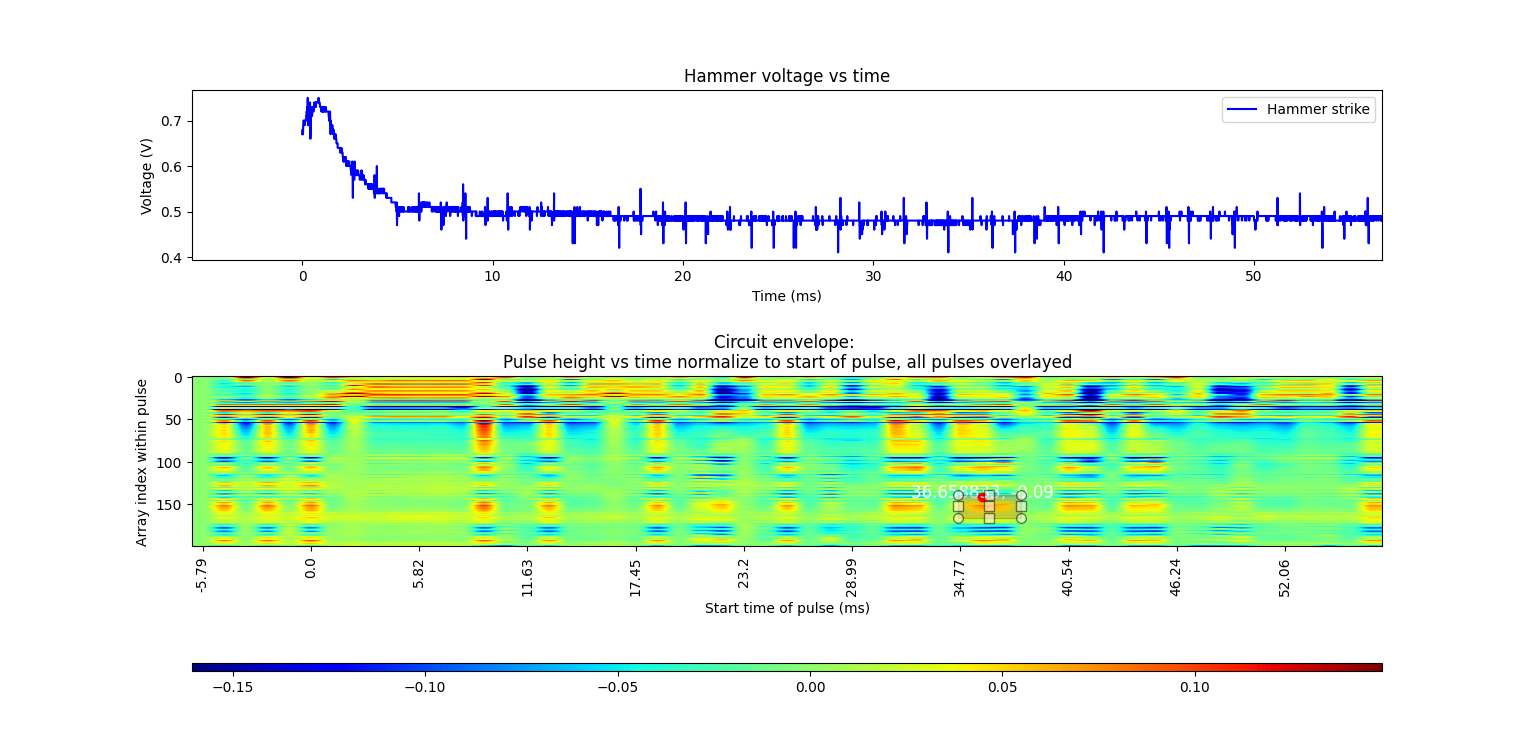 Hammer voltage vs time
Hammer strike
Voltage (V)
0.7
0.6
0.5
0.4
0 10 20 30 40 50
Time (ms)
Circuit envelope:
Pulse height vs time normalize to start of pulse, all pulses overlayed
Array index within pulse
0
50
100
150
0.09
-5.79 0.0 5.82 11.63 17.45 23.2 28.99 34.77 40.54 46.24 52.06
Start time of pulse (ms)
−0.15 −0.10 −0.05 0.00 0.05 0.10